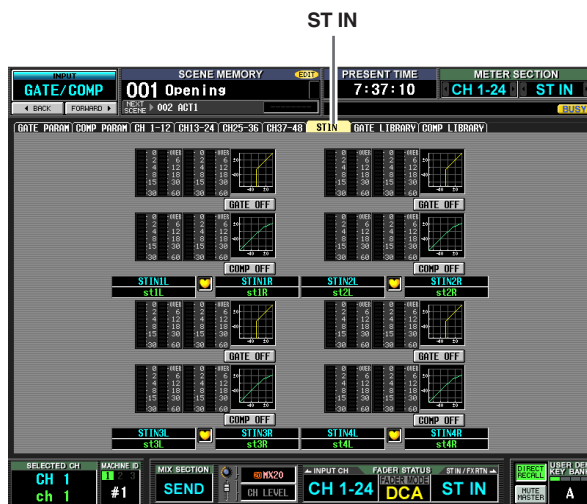 ST IN
INPUT
GATE/COMP
BACK FORWARD
SCENE MEMORY EDIT
001 Opening
NEXT SCENE 002 ACT1
PRESENT TIME
7:37:10
METER SECTION
CH 1-24 ST IN
BUSY
GATE PARAM COMP PARAM CH 1-12 CH13-24 CH25-36 CH37-48 STIN GATE LIBRARY COMP LIBRARY
GATE OFF GATE OFF
COMP OFF COMP OFF
STIN1L STIN1R STIN2L STIN2R
st1L st1R st2L st2R
GATE OFF GATE OFF
COMP OFF COMP OFF
STIN3L STIN3R STIN4L STIN4R
st3L st3R st4L st4R
SELECTED CH
CH 1
ch 1
MACHINE ID
1 2 3
#1
MIX SECTION
SEND
MX20
CH LEVEL
INPUT CH FADER STATUS ST IN/FX RTN
CH 1-24
FADER MODE
DCA
ST IN
DIRECT RECALL
MUTE MASTER
USER DEF
KEY BANK
A